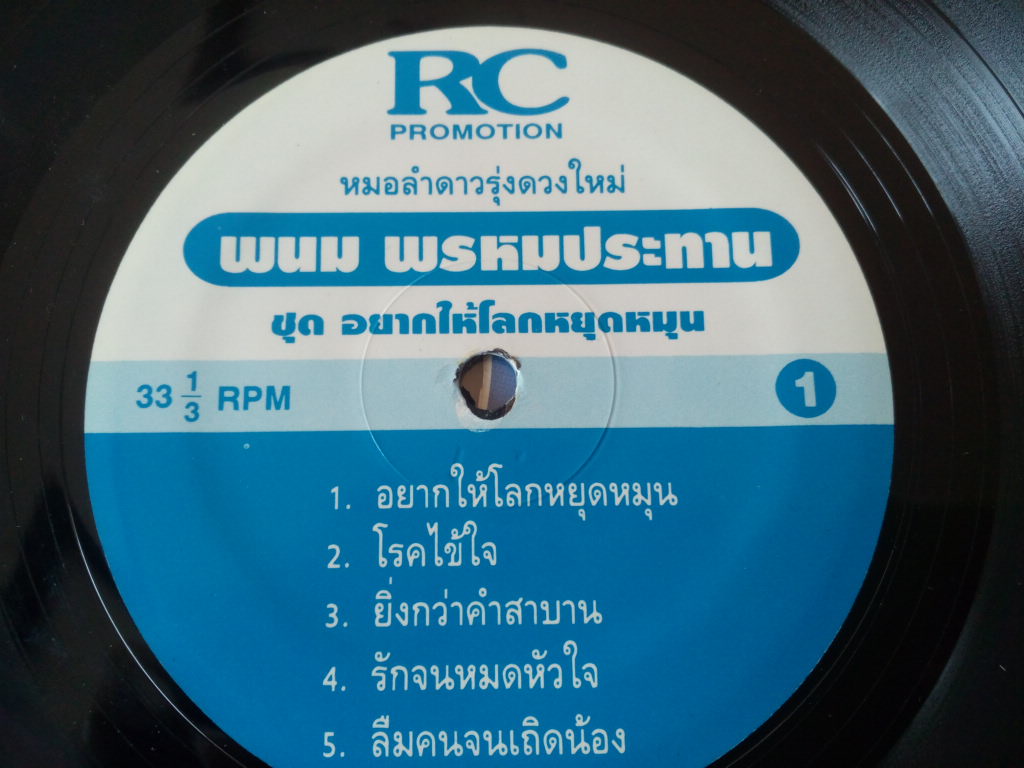 RC
PROMOTION
หมอลำดาวรุ่งดวงใหม่
พนม พรหมประทาน
ชุด อยากให้โลกหยุดหมุน
33 1/3 RPM
1
1. อยากให้โลกหยุดหมุน
2. โรคไข้ใจ
3. ยิ่งกว่าคำสาบาน
4. รักจนหมดหัวใจ
5. ลืมคนจนเถิดน้อง